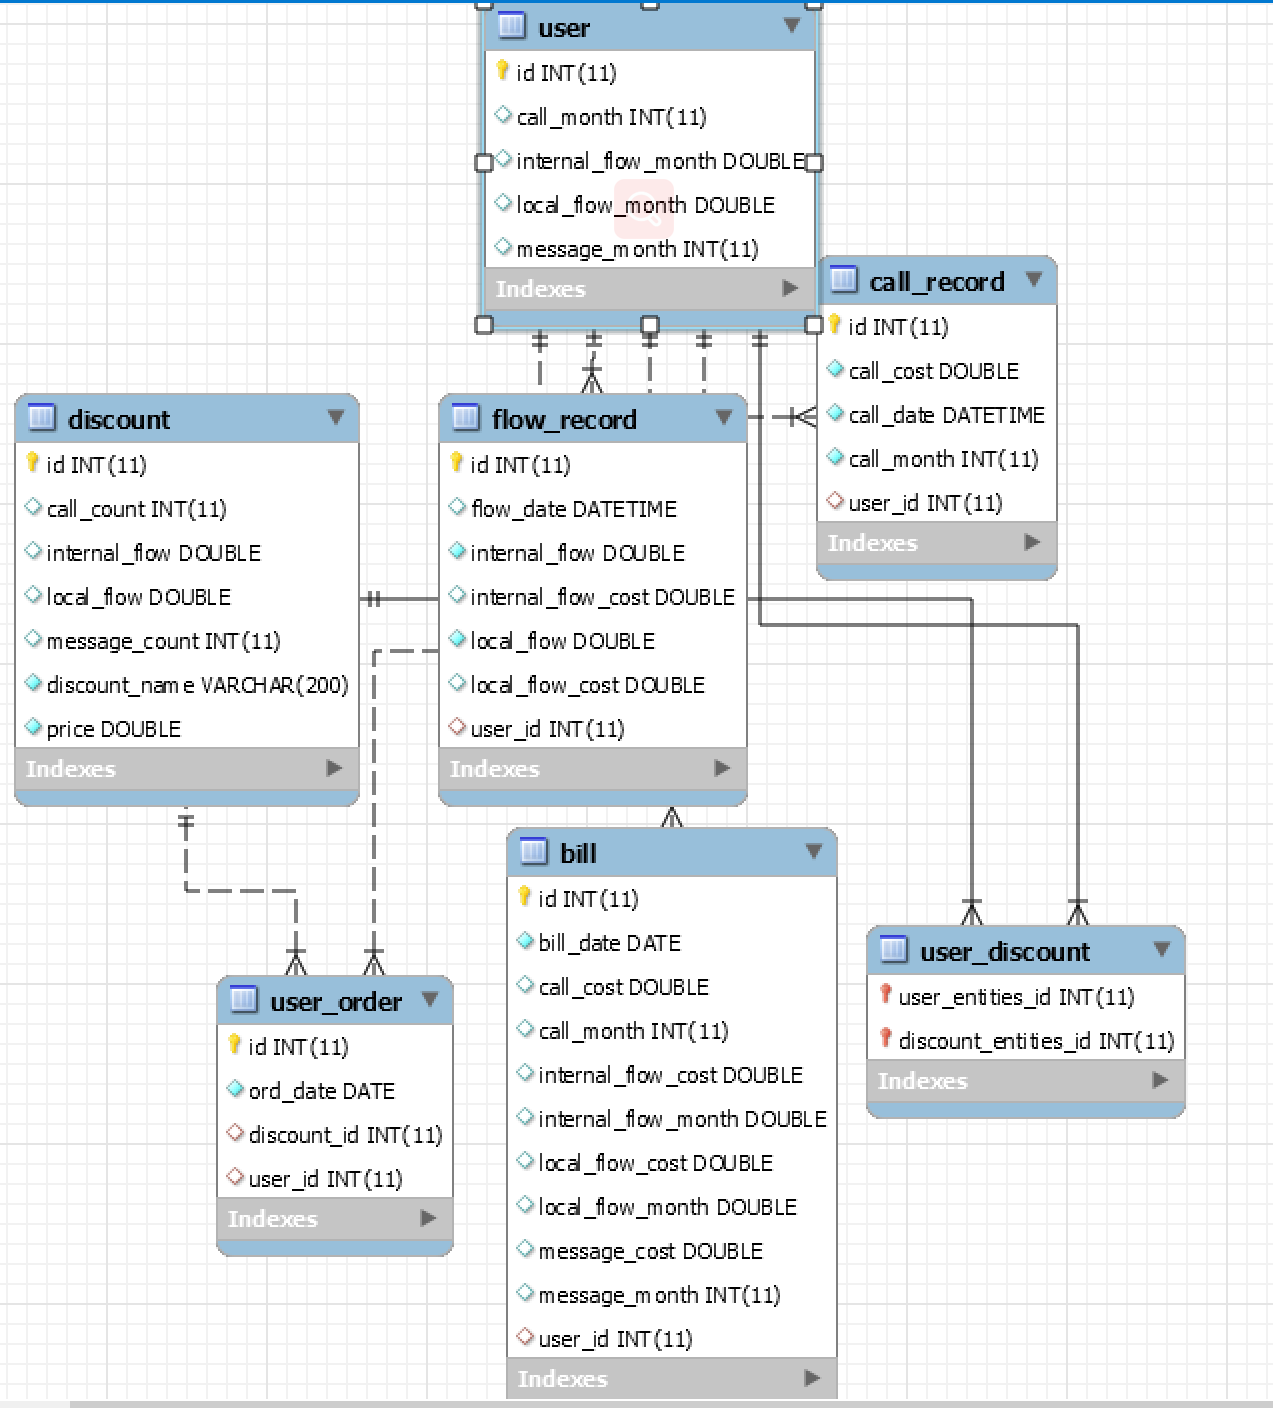 user
id INT(11)
call_month INT(11)
internal_flow_month DOUBLE
local_flow_month DOUBLE
message_month INT(11)
Indexes
call_record
id INT(11)
call_cost DOUBLE
call_date DATETIME
call_month INT(11)
user_id INT(11)
Indexes
discount
id INT(11)
call_count INT(11)
internal_flow DOUBLE
local_flow DOUBLE
message_count INT(11)
discount_name VARCHAR(200)
price DOUBLE
Indexes
flow_record
id INT(11)
flow_date DATETIME
internal_flow DOUBLE
internal_flow_cost DOUBLE
local_flow DOUBLE
local_flow_cost DOUBLE
user_id INT(11)
Indexes
bill
id INT(11)
bill_date DATE
call_cost DOUBLE
call_month INT(11)
internal_flow_cost DOUBLE
internal_flow_month DOUBLE
local_flow_cost DOUBLE
local_flow_month DOUBLE
message_cost DOUBLE
message_month INT(11)
user_id INT(11)
Indexes
user_discount
user_entities_id INT(11)
discount_entities_id INT(11)
Indexes
user_order
id INT(11)
ord_date DATE
discount_id INT(11)
user_id INT(11)
Indexes